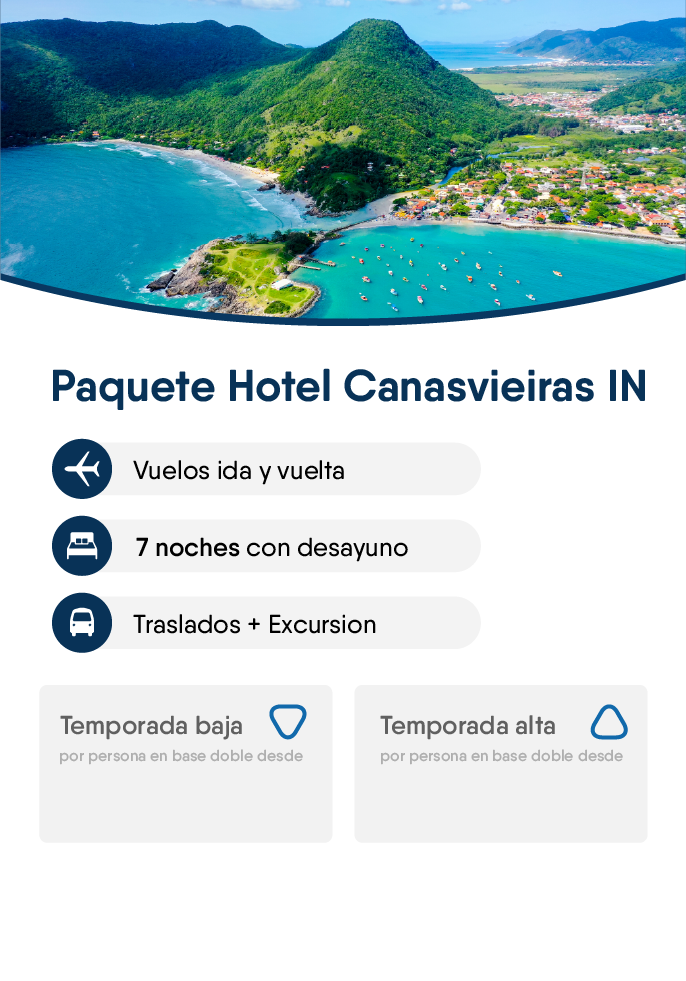 Paquete Hotel Canasvieiras IN
Vuelos ida y vuelta
7 noches con desayuno
Traslados + Excursion
Temporada baja
por persona en base doble desde
Temporada alta
por persona en base doble desde